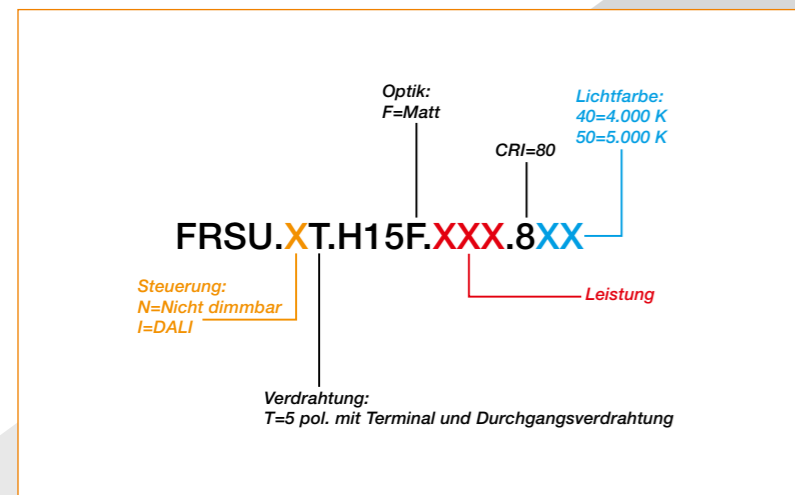 Optik:
F=Matt
Lichtfarbe:
40=4.000 K
50=5.000 K
CRI=80
FRSU.XT.H15F.XXX.8XX
Steuerung:
N=Nicht dimmbar
I=DALI
Leistung
Verdrahtung:
T=5 pol. mit Terminal und Durchgangsverdrahtung